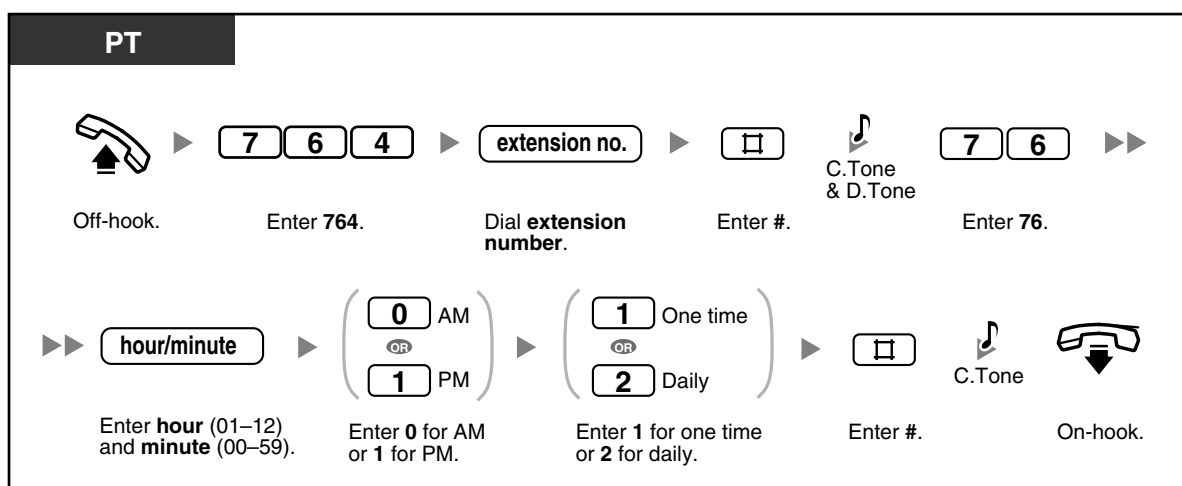 PT
7 6 4
extension no.
#
C.Tone
& D.Tone
7 6
Off-hook.
Enter 764.
Dial extension
number.
Enter #.
Enter 76.
hour/minute
0 AM
OR
1 PM
1 One time
OR
2 Daily
#
C.Tone
Enter hour (01–12)
and minute (00–59).
Enter 0 for AM
or 1 for PM.
Enter 1 for one time
or 2 for daily.
Enter #.
On-hook.